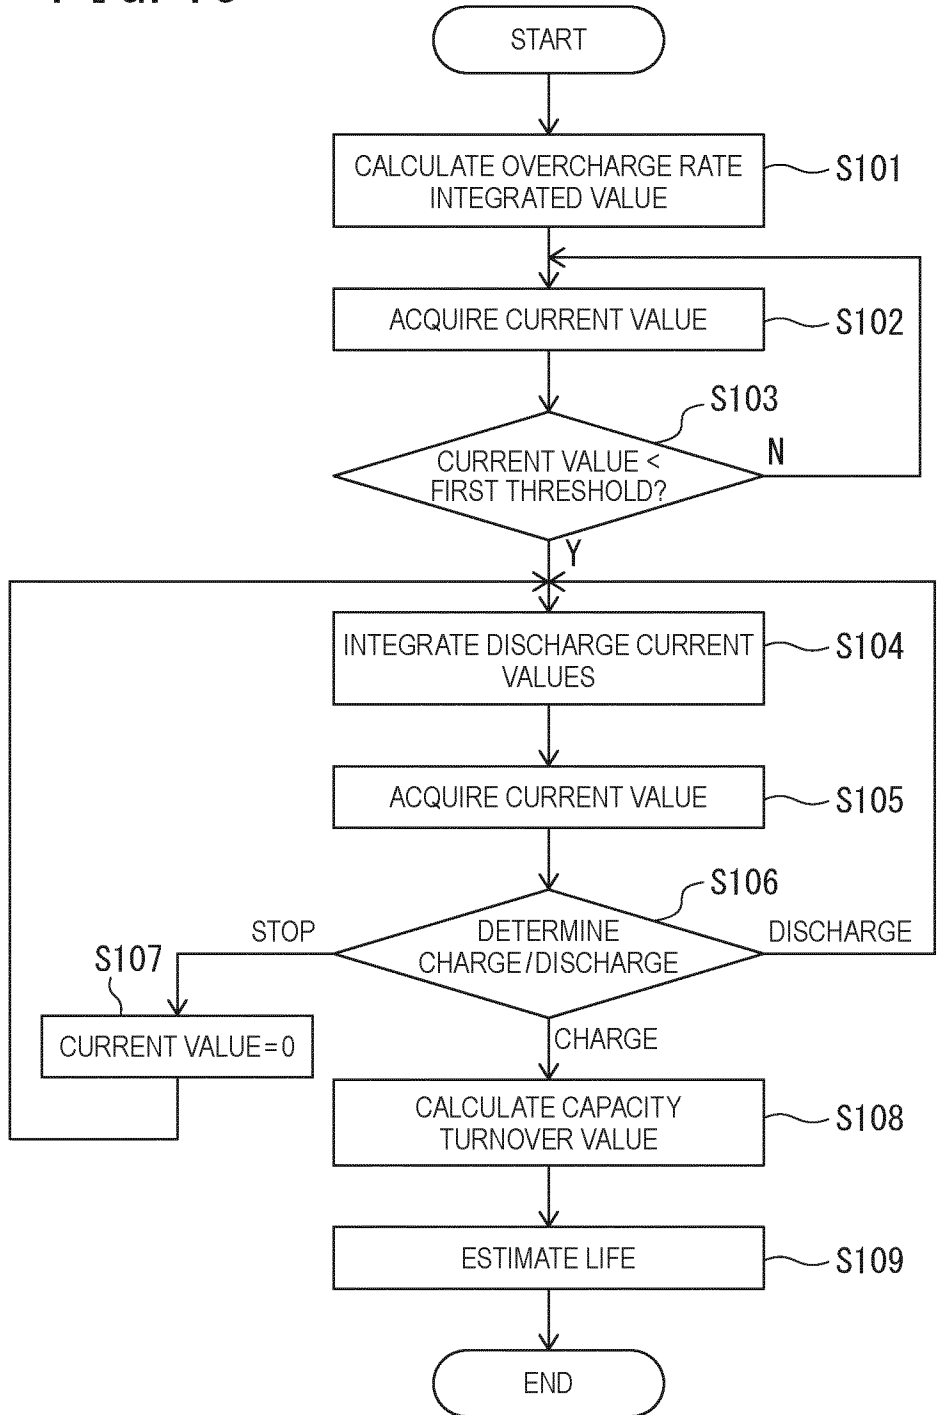 START
CALCULATE OVERCHARGE RATE
INTEGRATED VALUE
S101
ACQUIRE CURRENT VALUE
S102
S103
CURRENT VALUE <
FIRST THRESHOLD?
N
Y
INTEGRATE DISCHARGE CURRENT
VALUES
S104
ACQUIRE CURRENT VALUE
S105
S106
STOP
DETERMINE
CHARGE/DISCHARGE
DISCHARGE
S107
CURRENT VALUE=0
CHARGE
CALCULATE CAPACITY
TURNOVER VALUE
S108
ESTIMATE LIFE
S109
END